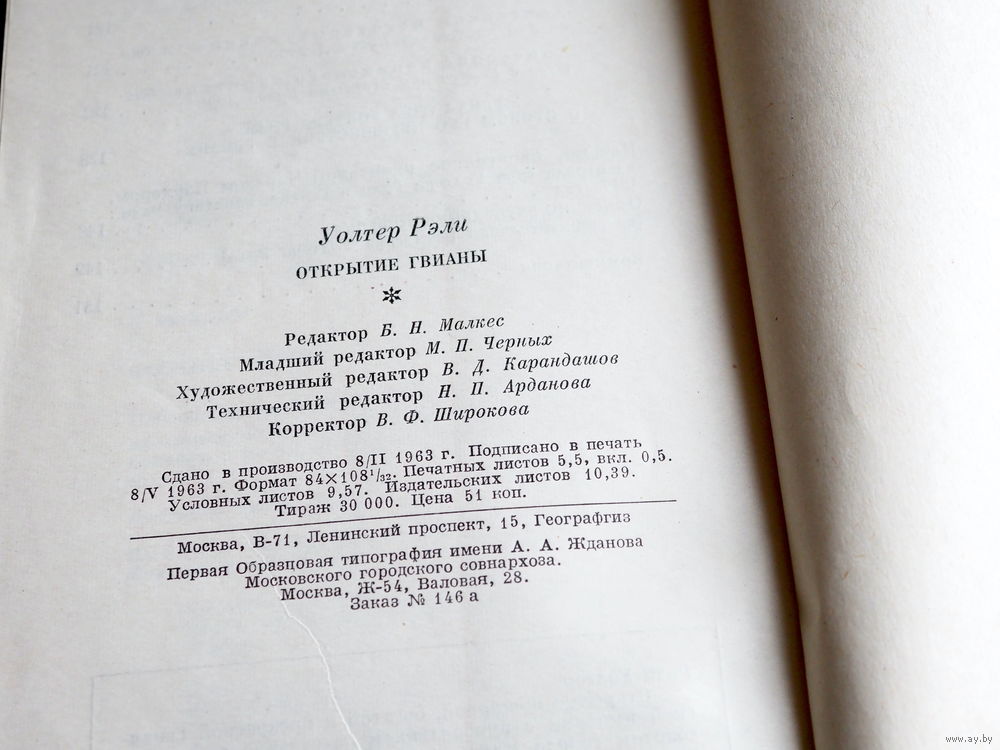 Уолтер Рэли
ОТКРЫТИЕ ГВИАНЫ
Редактор Б. Н. Малкес
Младший редактор М. П. Черных
Художественный редактор В. Д. Карандашов
Технический редактор Н. П. Арданова
Корректор В. Ф. Широкова
Сдано в производство 8/II 1963 г. Подписано в печать
8/V 1963 г. Формат 84×108¹/₃₂. Печатных листов 5,5, вкл. 0,5.
Условных листов 9,57. Издательских листов 10,39.
Тираж 30 000. Цена 51 коп.
Москва, В-71, Ленинский проспект, 15, Географгиз
Первая Образцовая типография имени А. А. Жданова
Московского городского совнархоза.
Москва, Ж-54, Валовая, 28.
Заказ № 146 а
www.ay.by